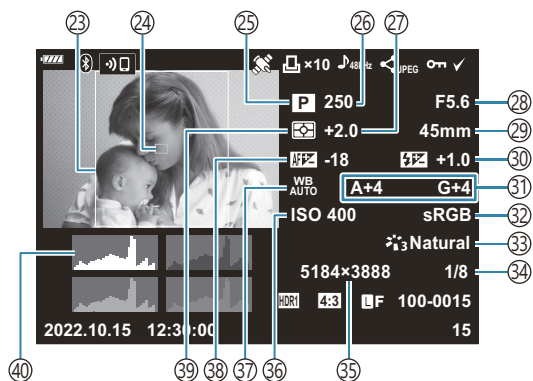 23 24 25 26 27
×10 48kHz JPEG
P 250 F5.6 28
+2.0 45mm 29
AF -18 +1.0 30
WB AUTO A+4 G+4 31
ISO 400 sRGB 32
3 Natural 33
5184×3888 1/8 34
HDR1 4:3 L F 100-0015
2022.10.15 12:30:00 15
40 39 38 37 36 35